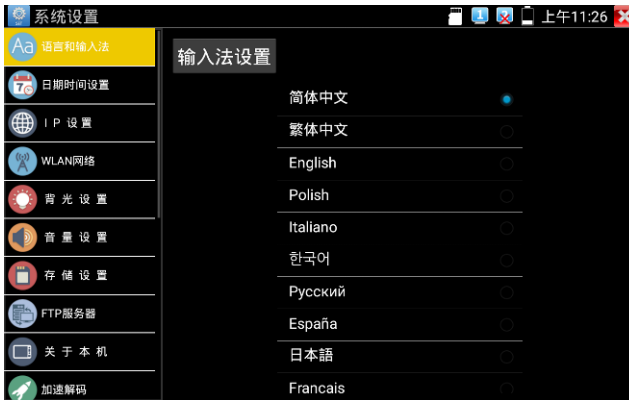 系统设置
1
上午11:26
Aa 语言和输入法
7 日期时间设置
I P 设 置
WLAN网络
背 光 设 置
音 量 设 置
存 储 设 置
FTP服务器
关 于 本 机
加速解码
输入法设置
简体中文
繁体中文
English
Polish
Italiano
한국어
Русский
España
日本語
Francais